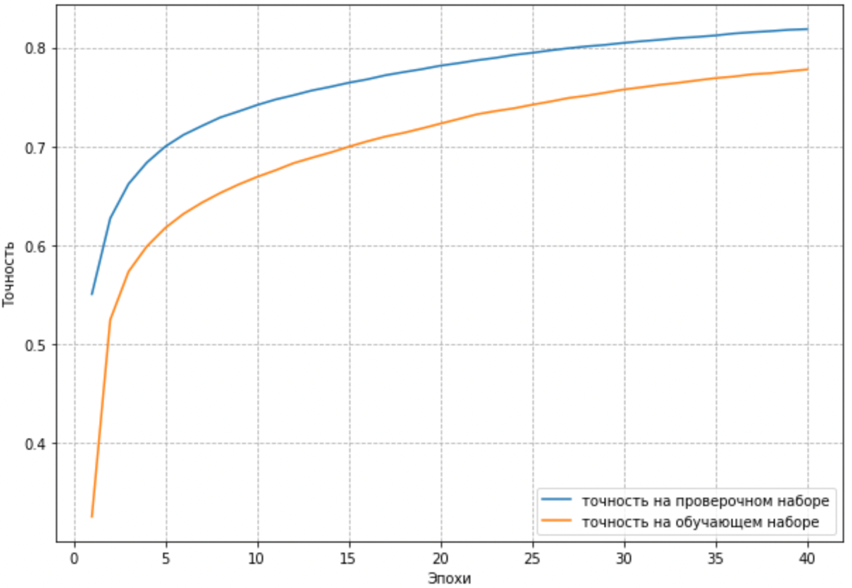 Точность
0.8
0.7
0.6
0.5
0.4
точность на проверочном наборе
точность на обучающем наборе
0 5 10 15 20 25 30 35 40
Эпохи